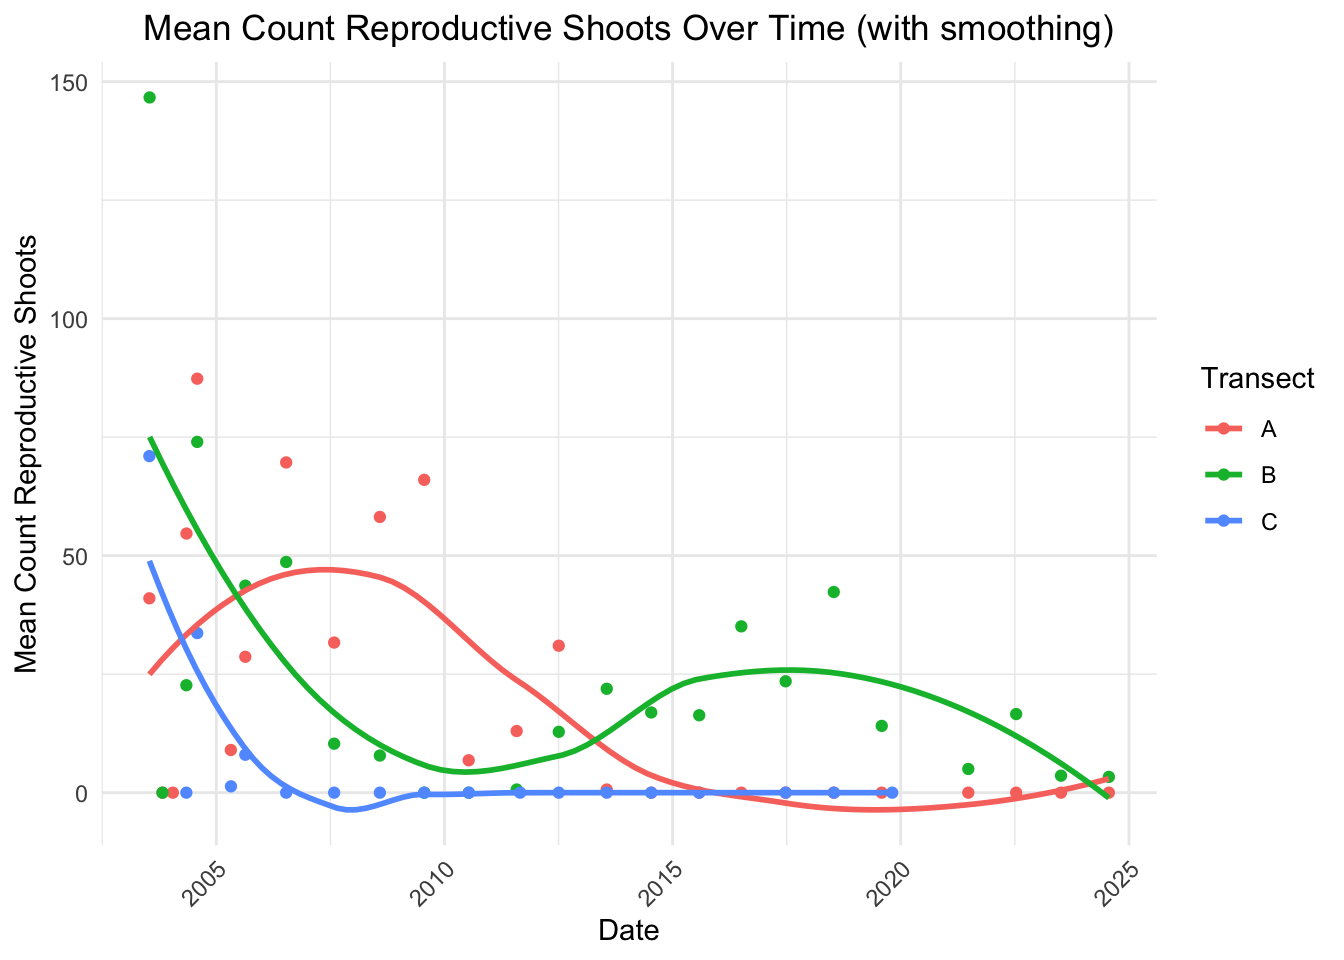 Mean Count Reproductive Shoots Over Time (with smoothing)
Mean Count Reproductive Shoots
150
100
50
0
2005
2010
2015
2020
2025
Date
Transect
A
B
C